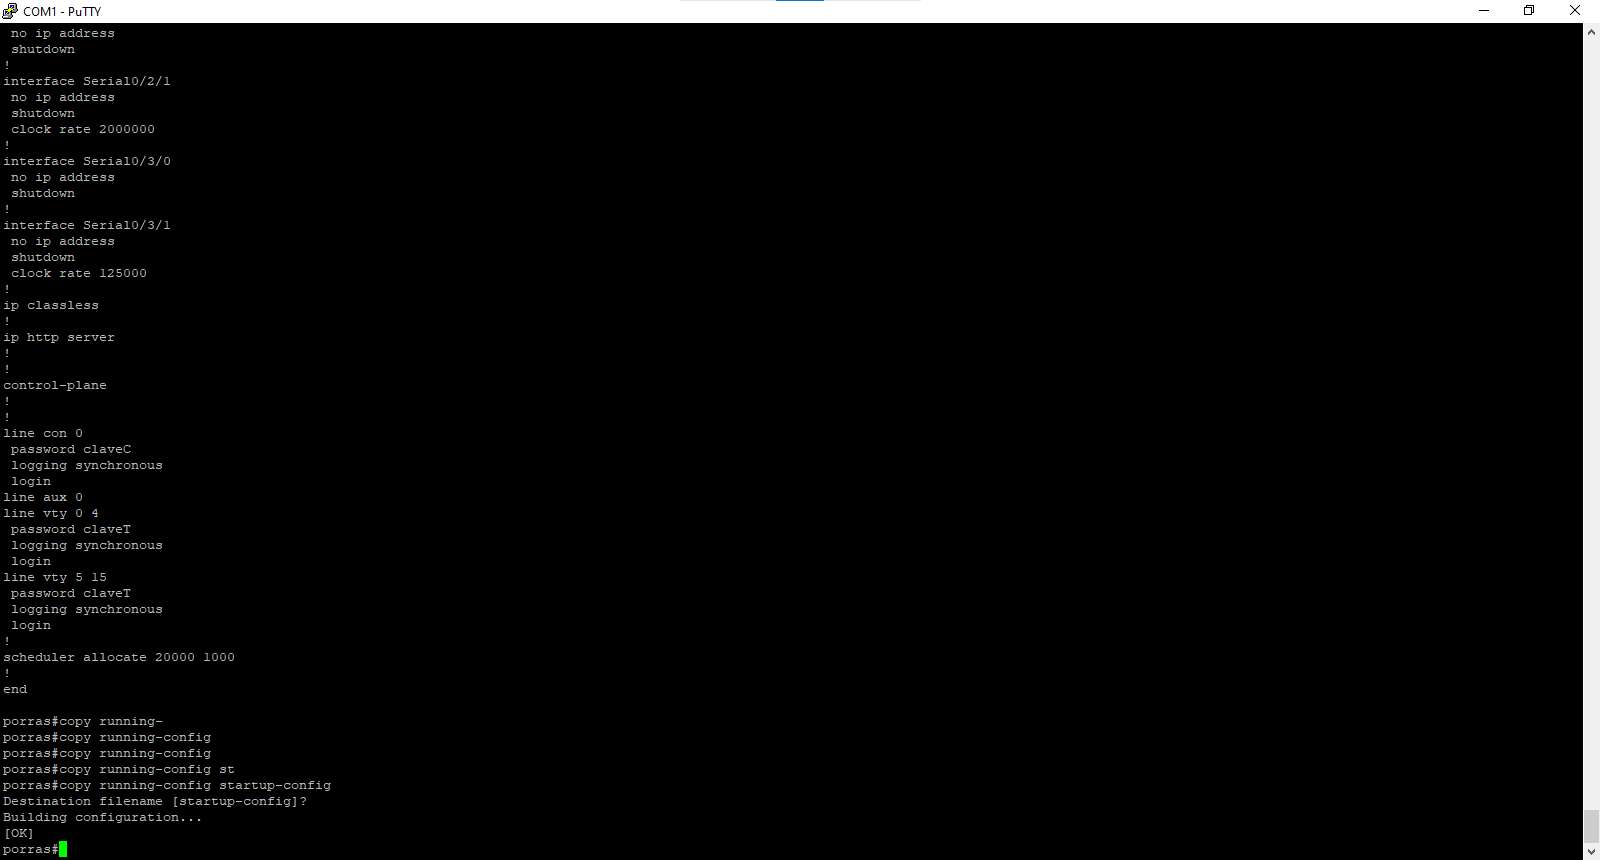 COM1 - PuTTY
 no ip address
 shutdown
!
interface Serial0/2/1
 no ip address
 shutdown
 clock rate 2000000
!
interface Serial0/3/0
 no ip address
 shutdown
!
interface Serial0/3/1
 no ip address
 shutdown
 clock rate 125000
!
ip classless
!
ip http server
!
!
control-plane
!
!
line con 0
 password claveC
 logging synchronous
 login
line aux 0
line vty 0 4
 password claveT
 logging synchronous
 login
line vty 5 15
 password claveT
 logging synchronous
 login
!
scheduler allocate 20000 1000
!
end
porras#copy running-
porras#copy running-config
porras#copy running-config
porras#copy running-config st
porras#copy running-config startup-config
Destination filename [startup-config]?
Building configuration...
[OK]
porras#